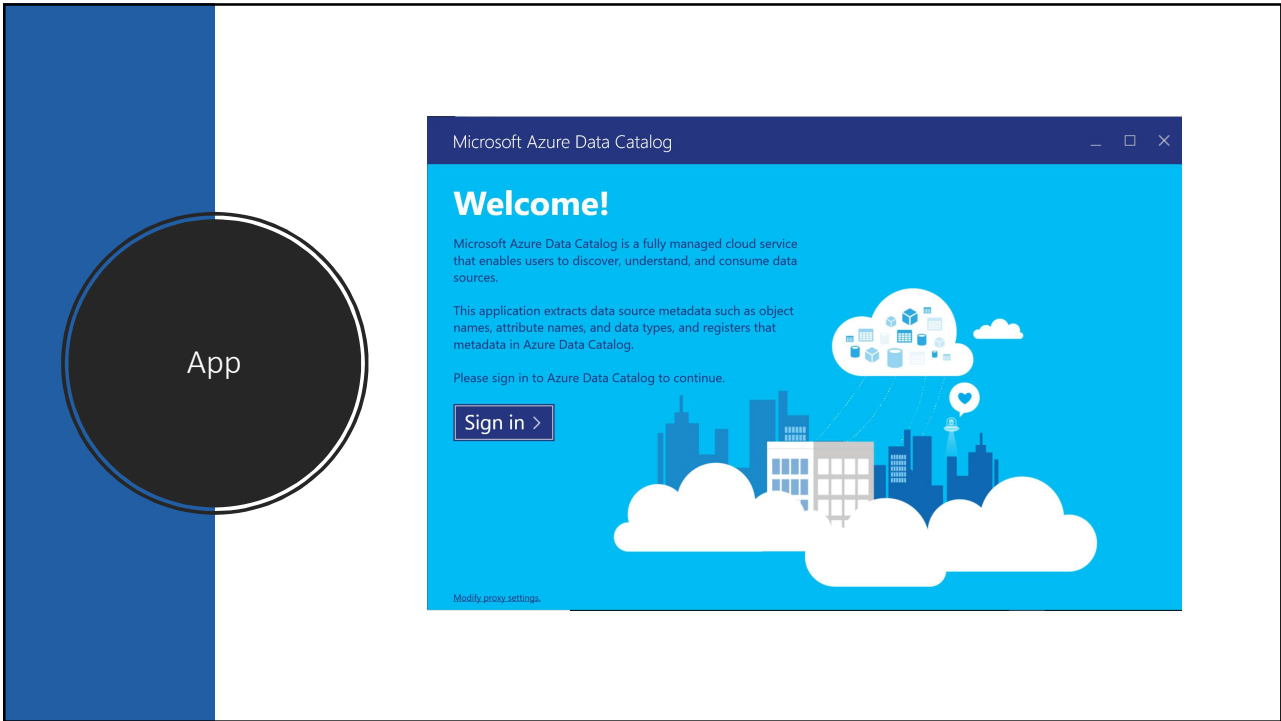 App
Microsoft Azure Data Catalog
Welcome!
Microsoft Azure Data Catalog is a fully managed cloud service
that enables users to discover, understand, and consume data
sources.
This application extracts data source metadata such as object
names, attribute names, and data types, and registers that
metadata in Azure Data Catalog.
Please sign in to Azure Data Catalog to continue.
Sign in >
Modify proxy settings.